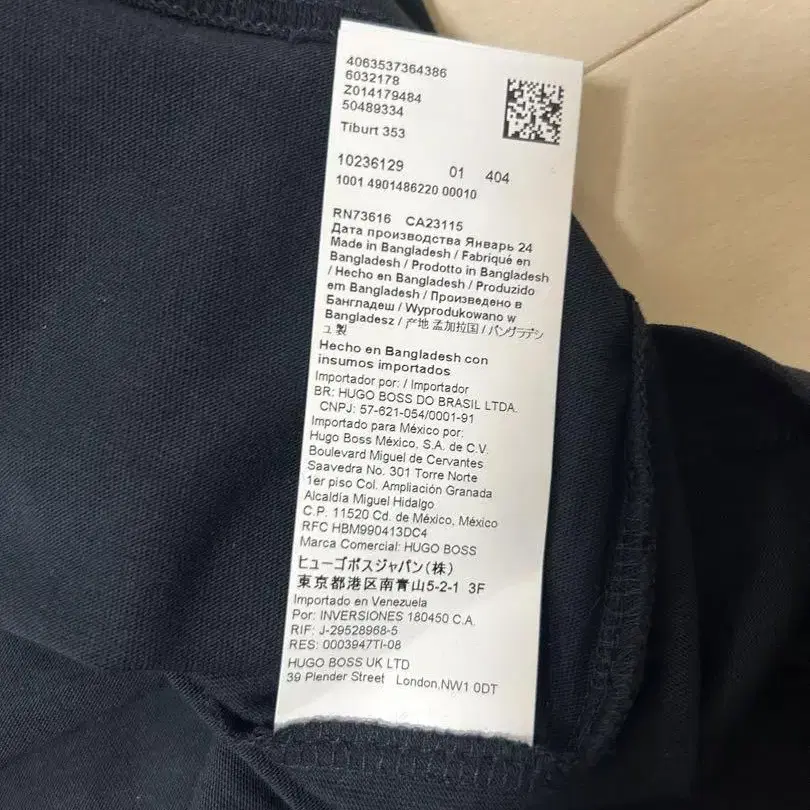 4063537364386
6032178
Z014179484
50489334
Tiburt 353
10236129 01 404
1001 4901486220 00010
RN73616 CA23115
Дата производства Январь 24
Made in Bangladesh / Fabriqué en
Bangladesh / Prodotto in Bangladesh
/ Hecho en Bangladesh / Produzido
em Bangladesh / Произведено в
Бангладеш / Wyprodukowano w
Bangladesz / 产地 孟加拉国 / バングラデシ
ュ製
Hecho en Bangladesh con
insumos importados
Importador por: / Importador
BR: HUGO BOSS DO BRASIL LTDA.
CNPJ: 57-621-054/0001-91
Importado para México por:
Hugo Boss México, S.A. de C.V.
Boulevard Miguel de Cervantes
Saavedra No. 301 Torre Norte
1er piso Col. Ampliación Granada
Alcaldía Miguel Hidalgo
C.P. 11520 Cd. de México, México
RFC HBM990413DC4
Marca Comercial: HUGO BOSS
ヒューゴボスジャパン(株)
東京都港区南青山5-2-1 3F
Importado en Venezuela
Por: INVERSIONES 180450 C.A.
RIF: J-29528968-5
RES: 0003947TI-08
HUGO BOSS UK LTD
39 Plender Street London,NW1 0DT